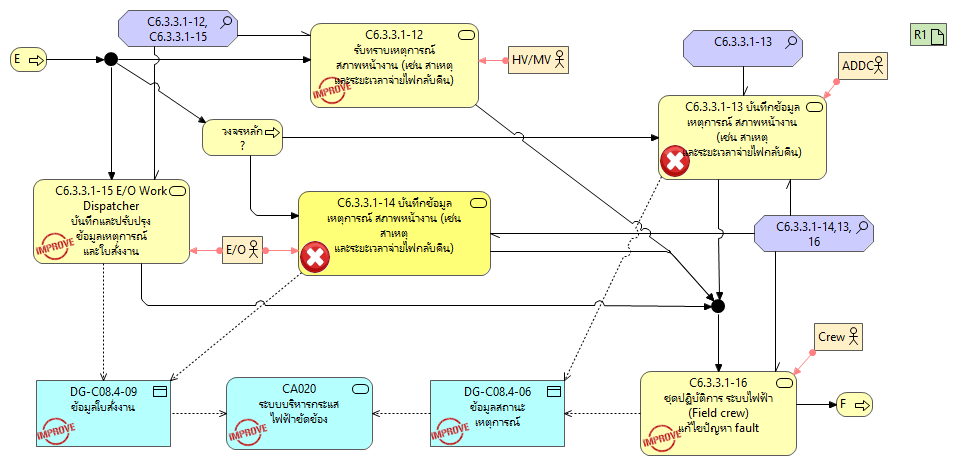 C6.3.3.1-12,
C6.3.3.1-15
C6.3.3.1-12
รับทราบเหตุการณ์
สภาพหน้างาน (เช่น สาเหตุ
และระยะเวลาจ่ายไฟกลับคืน)
IMPROVE
HV/MV
C6.3.3.1-13
R1
ADDC
E
วงจรหลัก
?
C6.3.3.1-13 บันทึกข้อมูล
เหตุการณ์ สภาพหน้างาน
(เช่น สาเหตุ
และระยะเวลาจ่ายไฟกลับคืน)
C6.3.3.1-15 E/O Work
Dispatcher
บันทึกและปรับปรุง
ข้อมูลเหตุการณ์
และใบสั่งงาน
IMPROVE
E/O
C6.3.3.1-14 บันทึกข้อมูล
เหตุการณ์ สภาพหน้างาน (เช่น
สาเหตุ
และระยะเวลาจ่ายไฟกลับคืน)
C6.3.3.1-14,13,
16
Crew
DG-C08.4-09
ข้อมูลใบสั่งงาน
IMPROVE
CA020
ระบบบริหารกระแส
ไฟฟ้าขัดข้อง
IMPROVE
DG-C08.4-06
ข้อมูลสถานะ
เหตุการณ์
IMPROVE
C6.3.3.1-16
ชุดปฏิบัติการ ระบบไฟฟ้า
(Field crew)
แก้ไขปัญหา fault
IMPROVE
F